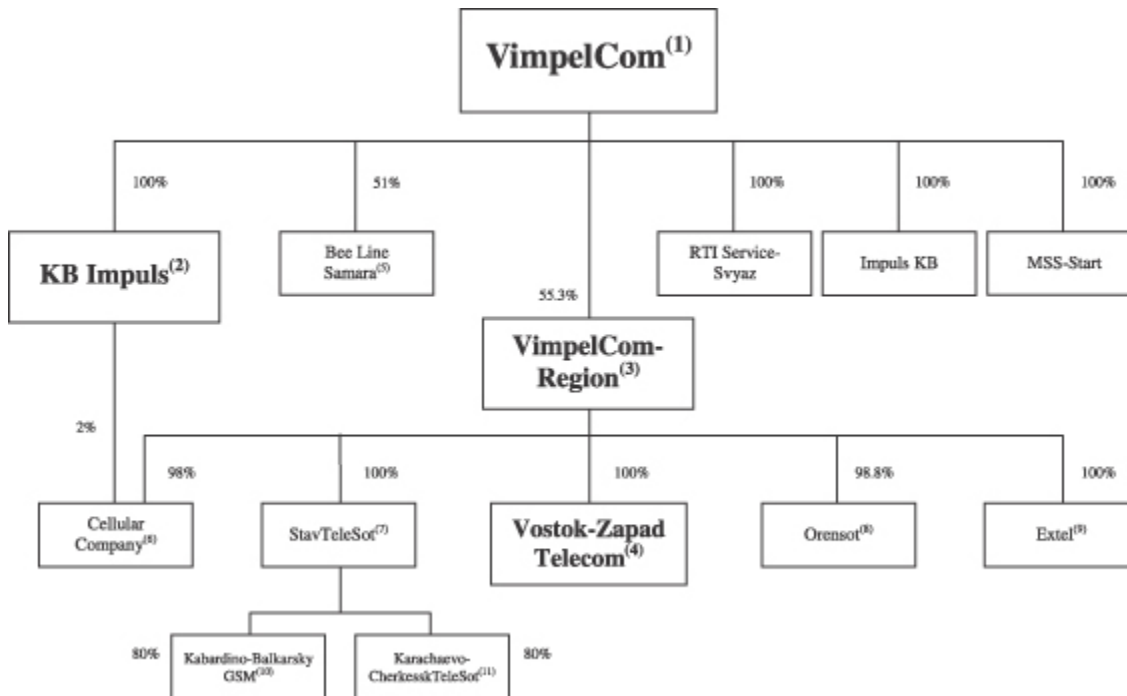 VimpelCom(1)
100%
51%
100%
100%
100%
KB Impuls(2)
Bee Line
Samara(5)
RTI Service-
Svyaz
Impuls KB
MSS-Start
55.3%
VimpelCom-
Region(3)
2%
98%
100%
100%
98.8%
100%
Cellular
Company(6)
StavTeleSot(7)
Vostok-Zapad
Telecom(4)
Orensot(8)
Extel(9)
80%
Kabardino-Balkarsky
GSM(10)
Karachaevo-
CherkesskTeleSot(11)
80%